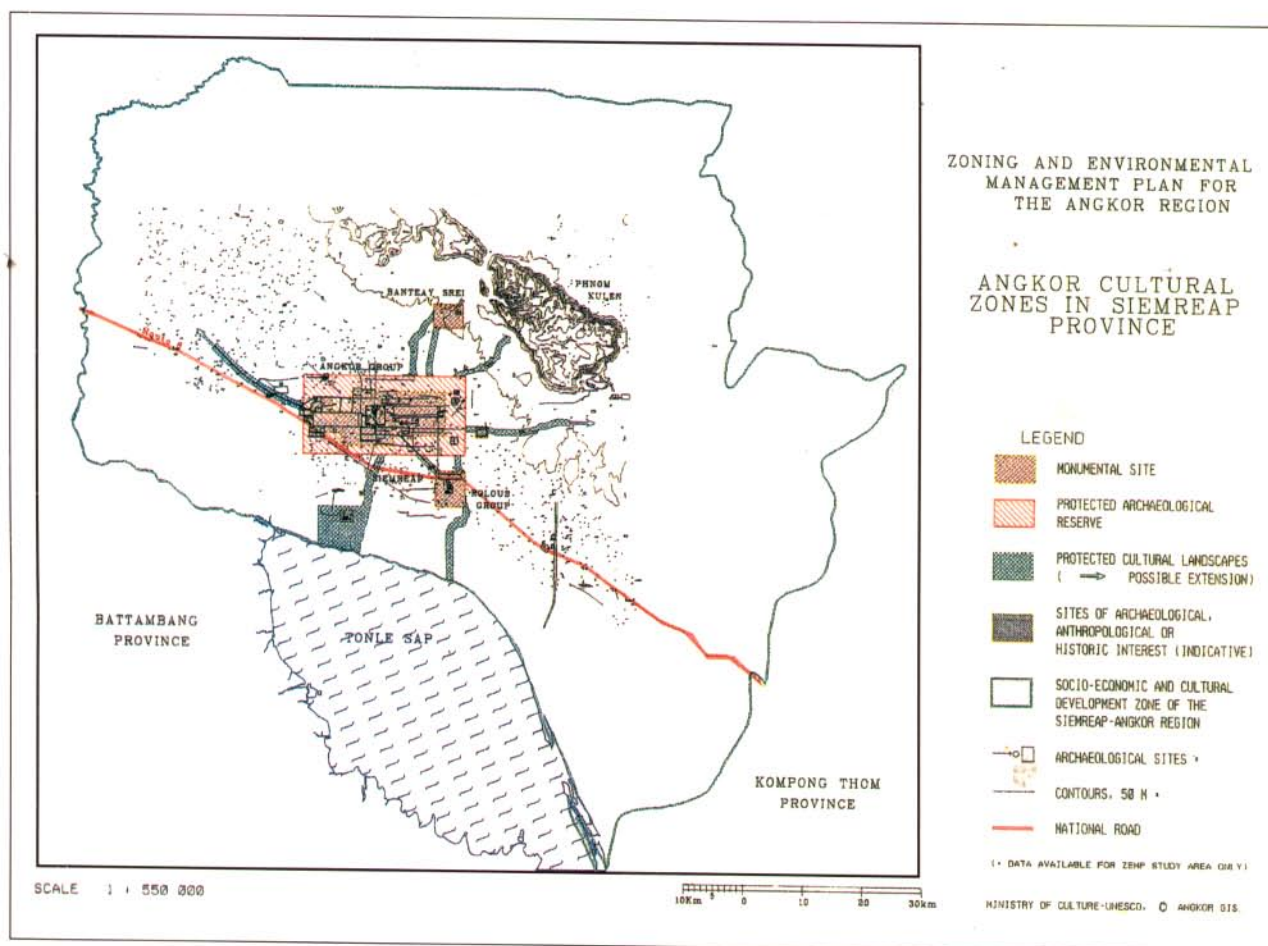 ZONING AND ENVIRONMENTAL
MANAGEMENT PLAN FOR
THE ANGKOR REGION
ANGKOR CULTURAL
ZONES IN SIEMREAP
PROVINCE
LEGEND
MONUMENTAL SITE
PROTECTED ARCHAEOLOGICAL
RESERVE
PROTECTED CULTURAL LANDSCAPES
( → POSSIBLE EXTENSION)
SITES OF ARCHAEOLOGICAL,
ANTHROPOLOGICAL OR
HISTORIC INTEREST (INDICATIVE)
SOCIO-ECONOMIC AND CULTURAL
DEVELOPMENT ZONE OF THE
SIEMREAP-ANGKOR REGION
ARCHAEOLOGICAL SITES *
CONTOURS, 50 M *
NATIONAL ROAD
(* DATA AVAILABLE FOR ZEMP STUDY AREA ONLY)
MINISTRY OF CULTURE-UNESCO, © ANGKOR GIS.
BANTEAY SREI
PHNOM
KULEN
ANGKOR GROUP
SIEMREAP
ROLOUS
GROUP
BATTAMBANG
PROVINCE
TONLE SAP
KOMPONG THOM
PROVINCE
SCALE 1 : 550 000
10Km 5 0 10 20 30km